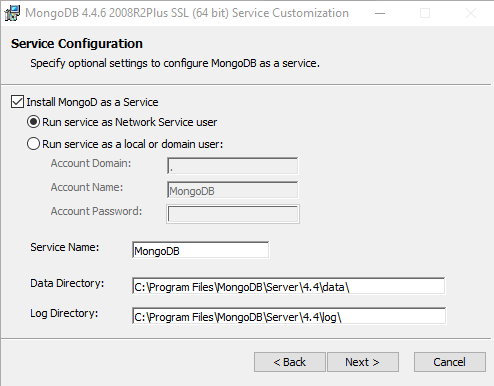 MongoDB 4.4.6 2008R2Plus SSL (64 bit) Service Customization
Service Configuration
Specify optional settings to configure MongoDB as a service.
Install MongoD as a Service
Run service as Network Service user
Run service as a local or domain user:
Account Domain: .
Account Name: MongoDB
Account Password:
Service Name: MongoDB
Data Directory: C:\Program Files\MongoDB\Server\4.4\data\
Log Directory: C:\Program Files\MongoDB\Server\4.4\log\
< Back Next > Cancel